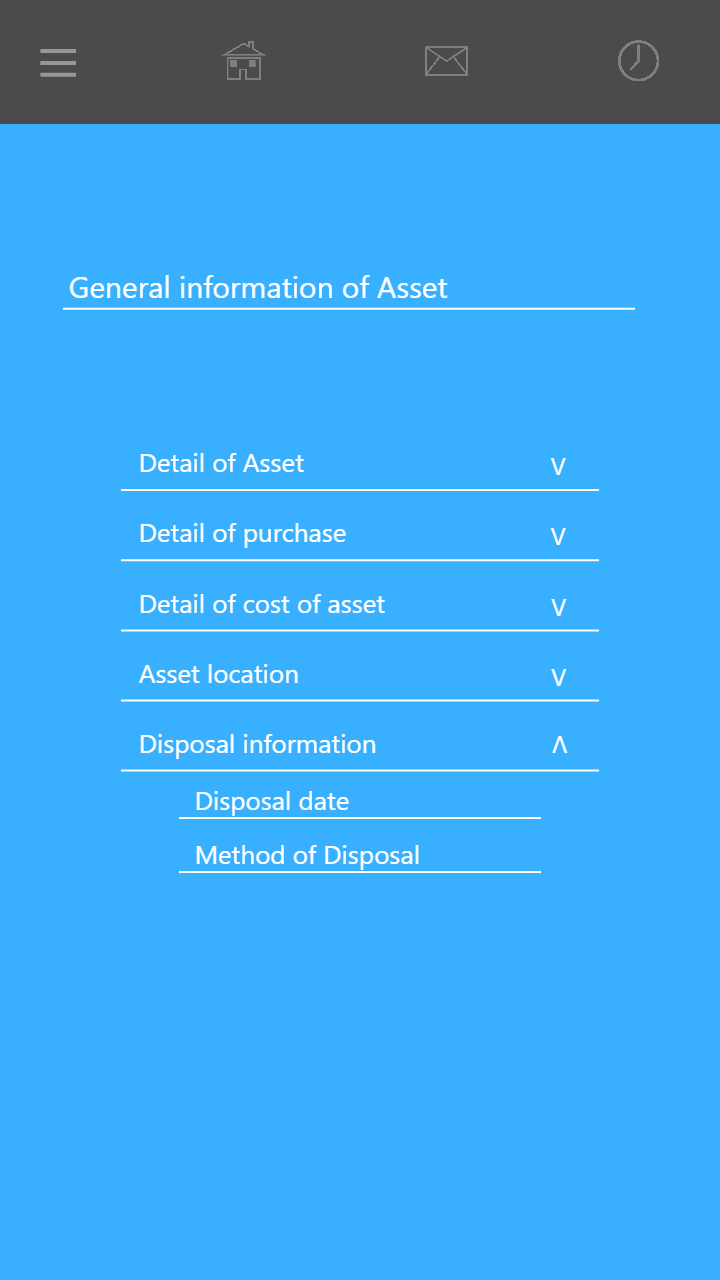 General information of Asset
Detail of Asset V
Detail of purchase V
Detail of cost of asset V
Asset location V
Disposal information Λ
Disposal date
Method of Disposal